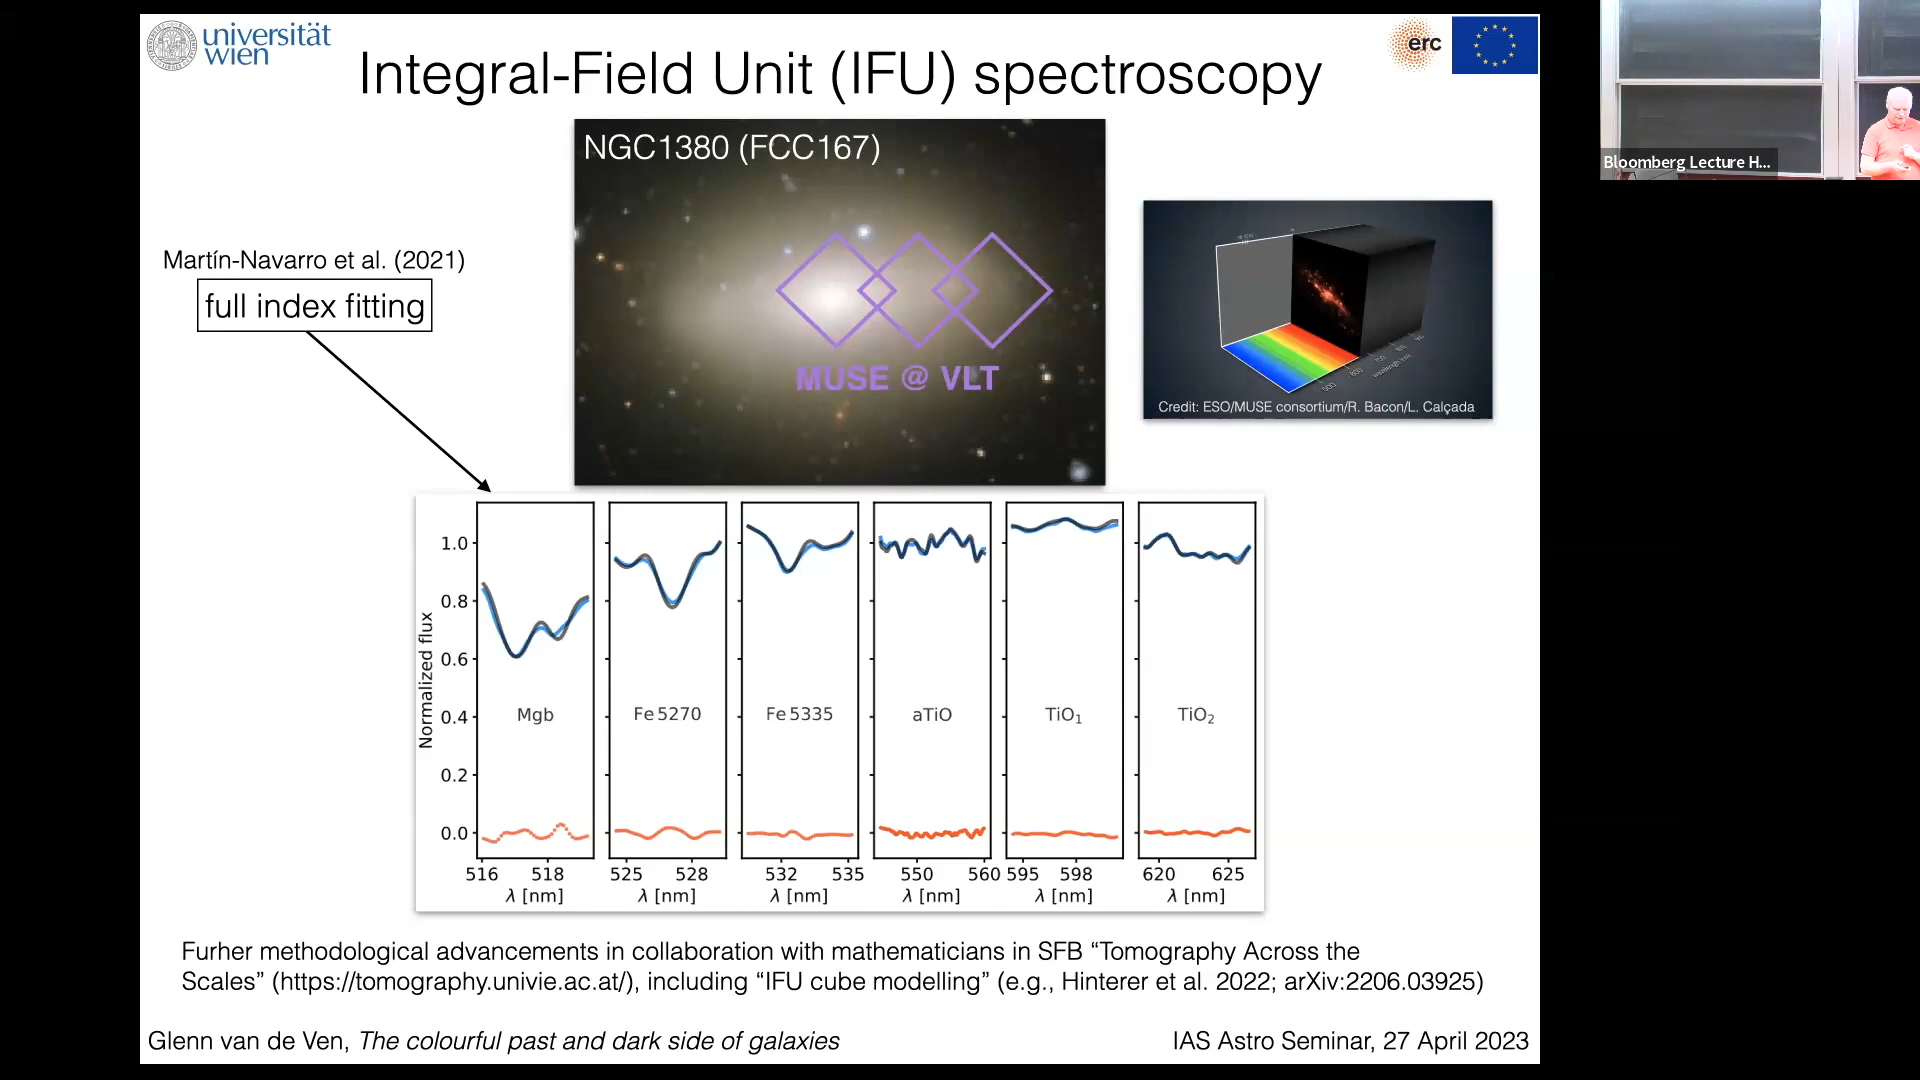 universität
wien
Integral-Field Unit (IFU) spectroscopy
erc
Bloomberg Lecture H...
NGC1380 (FCC167)
MUSE @ VLT
Martín-Navarro et al. (2021)
full index fitting
500 600 700 800
wavelength (nm)
Credit: ESO/MUSE consortium/R. Bacon/L. Calçada
Normalized flux
1.0
0.8
0.6
0.4
0.2
0.0
Mgb Fe 5270 Fe 5335 aTiO TiO₁ TiO₂
516 518 525 528 532 535 550 560 595 598 620 625
λ [nm] λ [nm] λ [nm] λ [nm] λ [nm] λ [nm]
Furher methodological advancements in collaboration with mathematicians in SFB “Tomography Across the
Scales” (https://tomography.univie.ac.at/), including “IFU cube modelling” (e.g., Hinterer et al. 2022; arXiv:2206.03925)
Glenn van de Ven, The colourful past and dark side of galaxies
IAS Astro Seminar, 27 April 2023